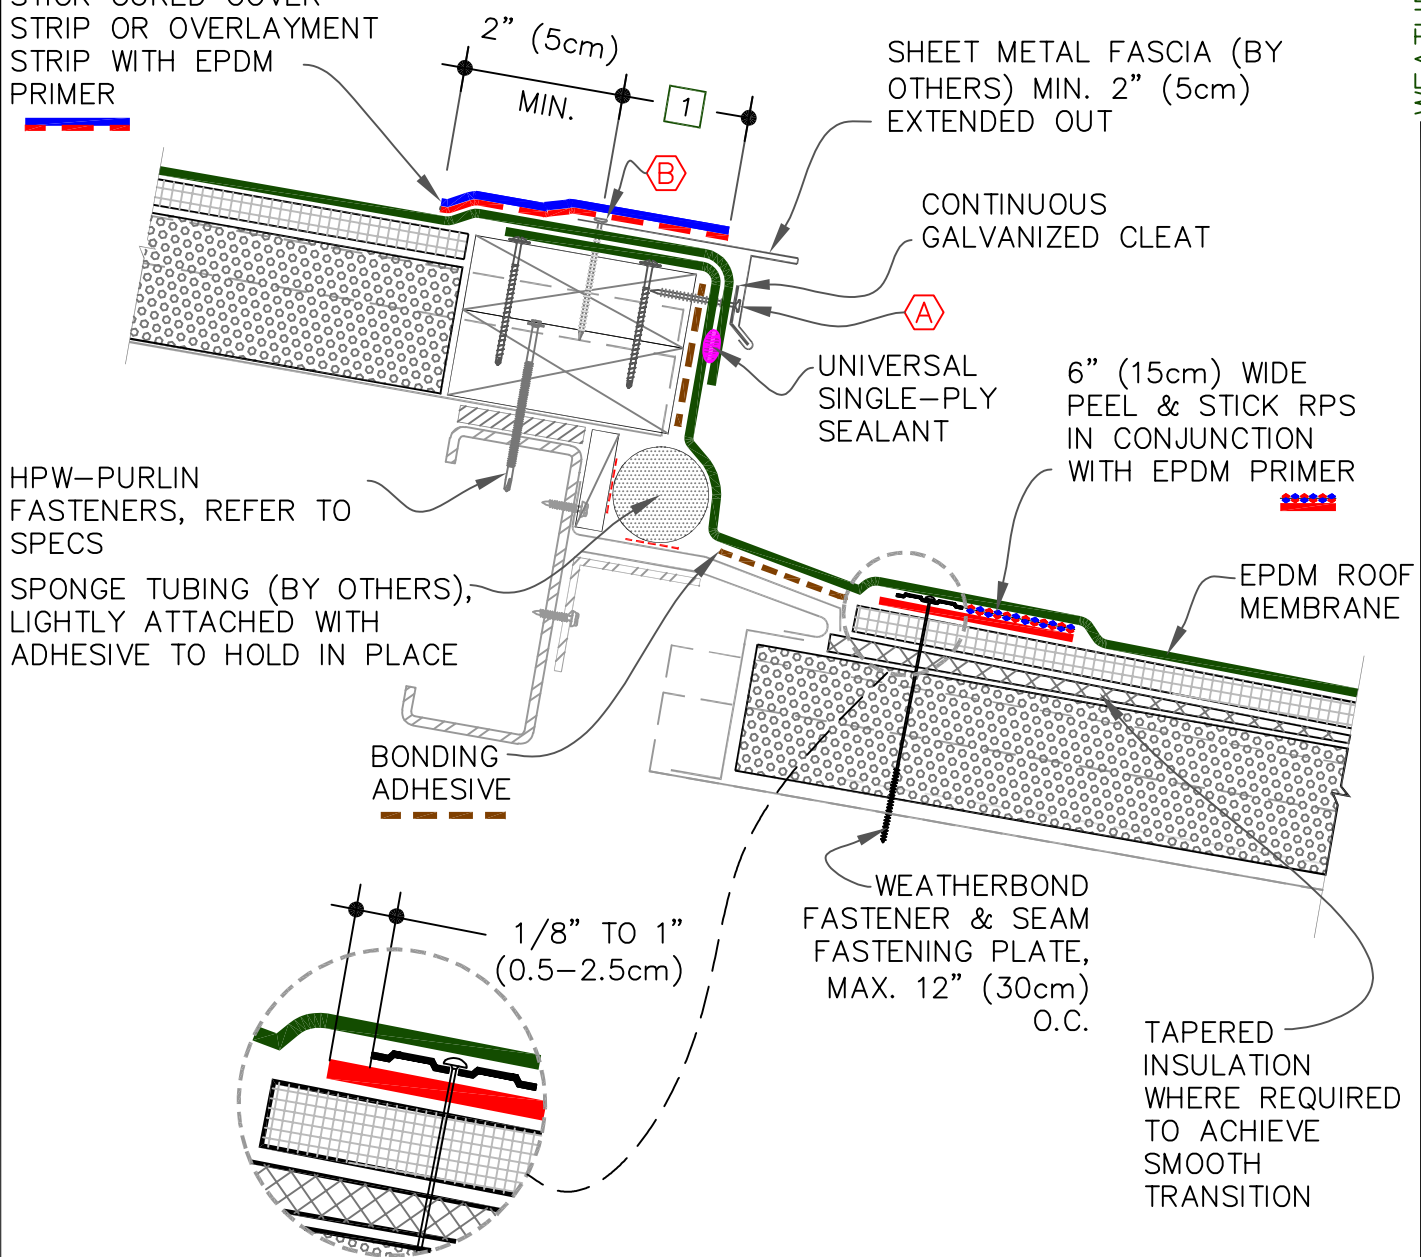 STRIP OR OVERLAYMENT
STRIP WITH EPDM
PRIMER
2” (5cm)
MIN.
1
SHEET METAL FASCIA (BY
OTHERS) MIN. 2” (5cm)
EXTENDED OUT
B
CONTINUOUS
GALVANIZED CLEAT
A
UNIVERSAL
SINGLE–PLY
SEALANT
6” (15cm) WIDE
PEEL & STICK RPS
IN CONJUNCTION
WITH EPDM PRIMER
HPW–PURLIN
FASTENERS, REFER TO
SPECS
SPONGE TUBING (BY OTHERS),
LIGHTLY ATTACHED WITH
ADHESIVE TO HOLD IN PLACE
EPDM ROOF
MEMBRANE
BONDING
ADHESIVE
WEATHERBOND
FASTENER & SEAM
FASTENING PLATE,
MAX. 12” (30cm)
O.C.
1/8” TO 1”
(0.5–2.5cm)
TAPERED
INSULATION
WHERE REQUIRED
TO ACHIEVE
SMOOTH
TRANSITION